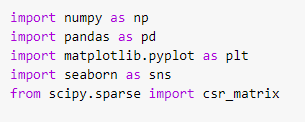 import numpy as np
import pandas as pd
import matplotlib.pyplot as plt
import seaborn as sns
from scipy.sparse import csr_matrix